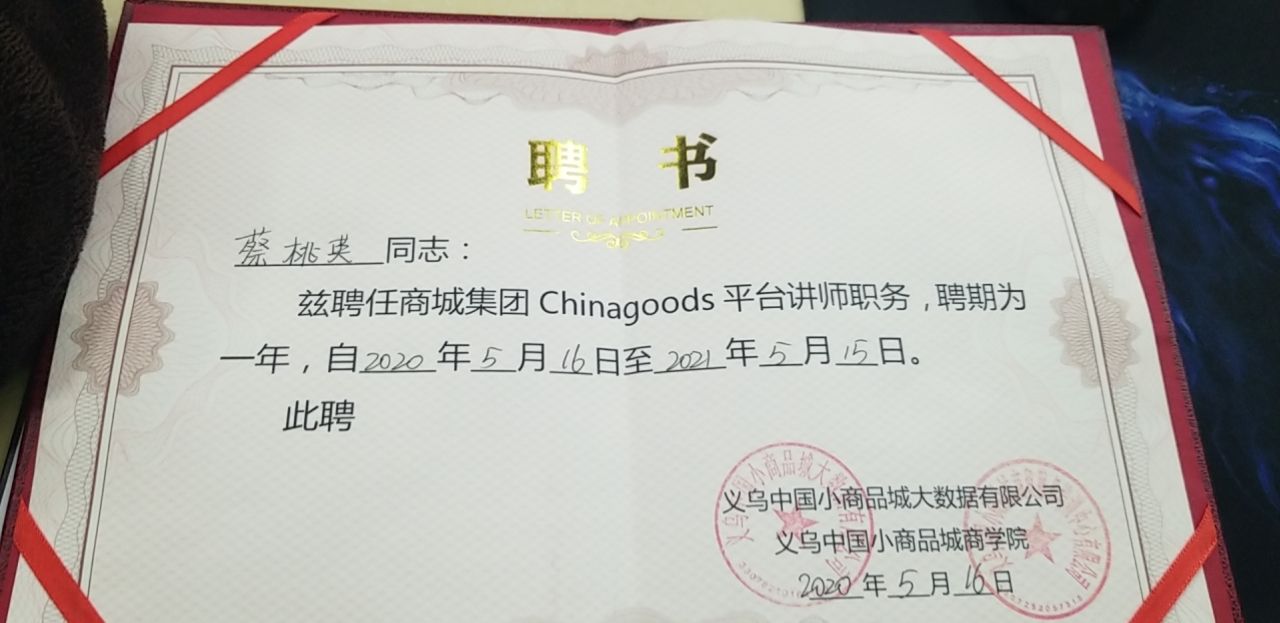 聘 书
LETTER OF APPOINTMENT
蔡桃英 同志：
兹聘任商城集团 Chinagoods 平台讲师职务，聘期为
一年，自2020年5月16日至2021年5月15日。
此聘
义乌中国小商品城大数据有限公司
义乌中国小商品城商学院
2020年5月16日